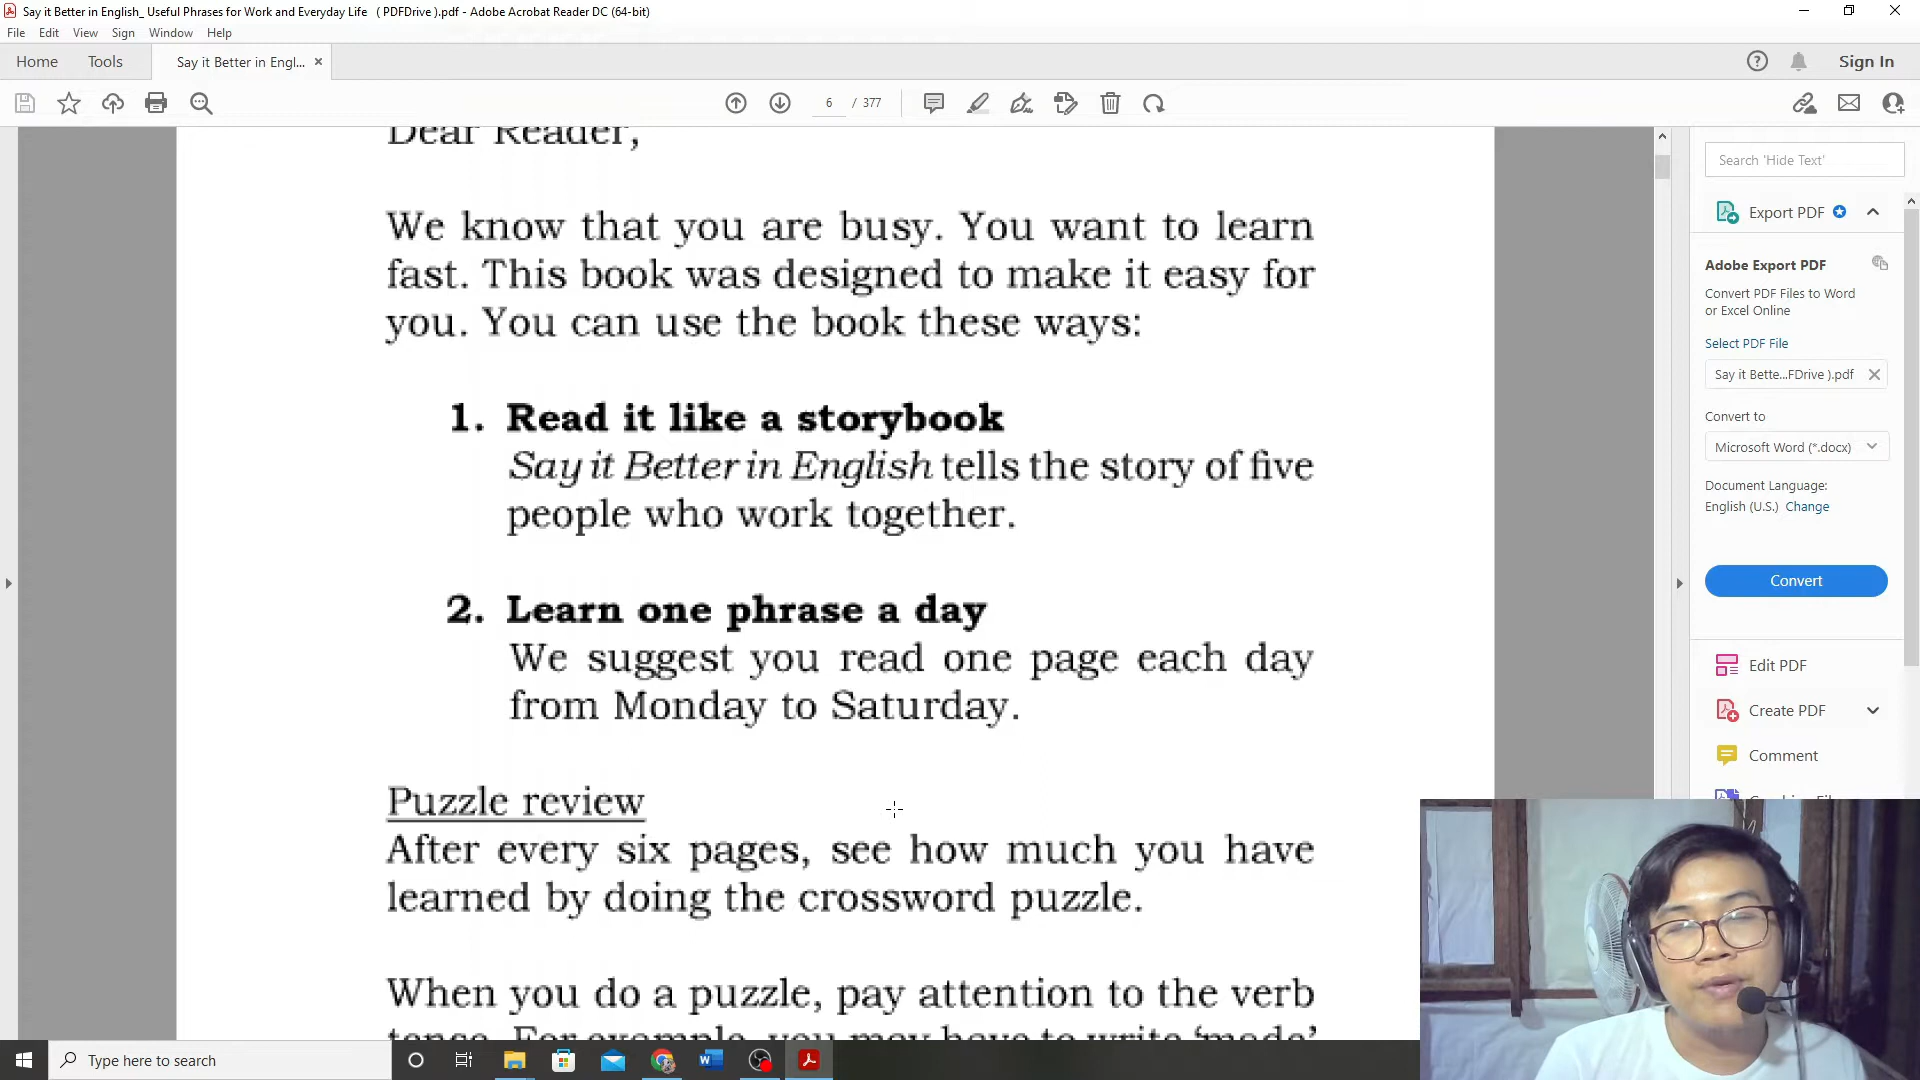 Say it Better in English_ Useful Phrases for Work and Everyday Life   ( PDFDrive ).pdf - Adobe Acrobat Reader DC (64-bit)
File Edit View Sign Window Help
Home Tools Say it Better in Engl... × Sign In
6 / 377
Dear Reader,
We know that you are busy. You want to learn
fast. This book was designed to make it easy for
you. You can use the book these ways:
1. Read it like a storybook
Say it Better in English tells the story of five
people who work together.
2. Learn one phrase a day
We suggest you read one page each day
from Monday to Saturday.
Puzzle review
After every six pages, see how much you have
learned by doing the crossword puzzle.
When you do a puzzle, pay attention to the verb
tense. For example, you may have to write ‘made’
Search 'Hide Text'
Export PDF
Adobe Export PDF
Convert PDF Files to Word
or Excel Online
Select PDF File
Say it Bette...FDrive ).pdf
Convert to
Microsoft Word (*.docx)
Document Language:
English (U.S.) Change
Convert
Edit PDF
Create PDF
Comment
Type here to search